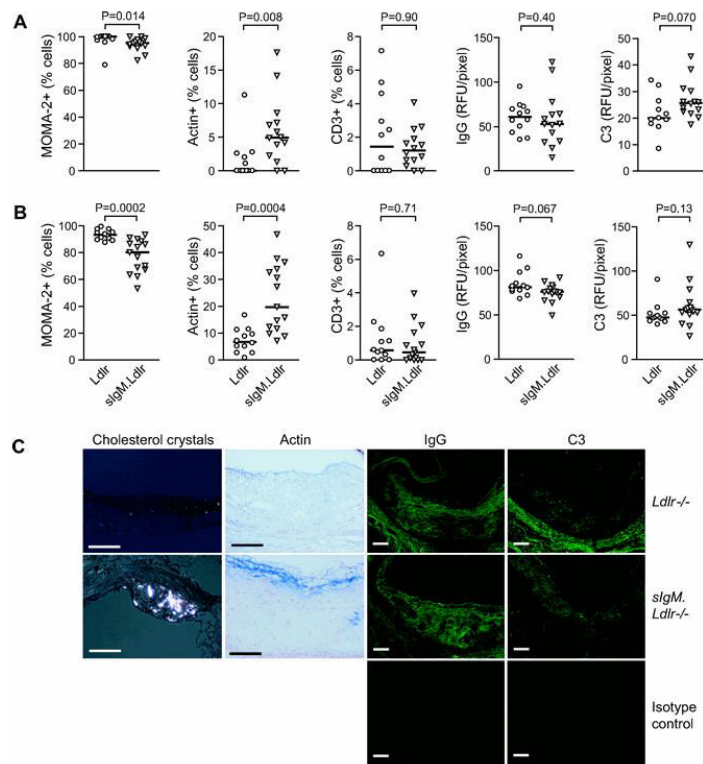 A
P=0.014
P=0.008
P=0.90
P=0.40
P=0.070
MOMA-2+ (% cells)
100
80
60
40
20
0
Actin+ (% cells)
20
15
10
5
0
CD3+ (% cells)
8
6
4
2
0
IgG (RFU/pixel)
150
100
50
0
C3 (RFU/pixel)
50
40
30
20
10
0
B
P=0.0002
P=0.0004
P=0.71
P=0.067
P=0.13
MOMA-2+ (% cells)
100
80
60
40
20
0
Ldlr
sIgM.Ldlr
Actin+ (% cells)
50
40
30
20
10
0
Ldlr
sIgM.Ldlr
CD3+ (% cells)
8
6
4
2
0
Ldlr
sIgM.Ldlr
IgG (RFU/pixel)
150
100
50
0
Ldlr
sIgM.Ldlr
C3 (RFU/pixel)
150
100
50
0
Ldlr
sIgM.Ldlr
C
Cholesterol crystals
Actin
IgG
C3
Ldlr-/-
sIgM.
Ldlr-/-
Isotype
control